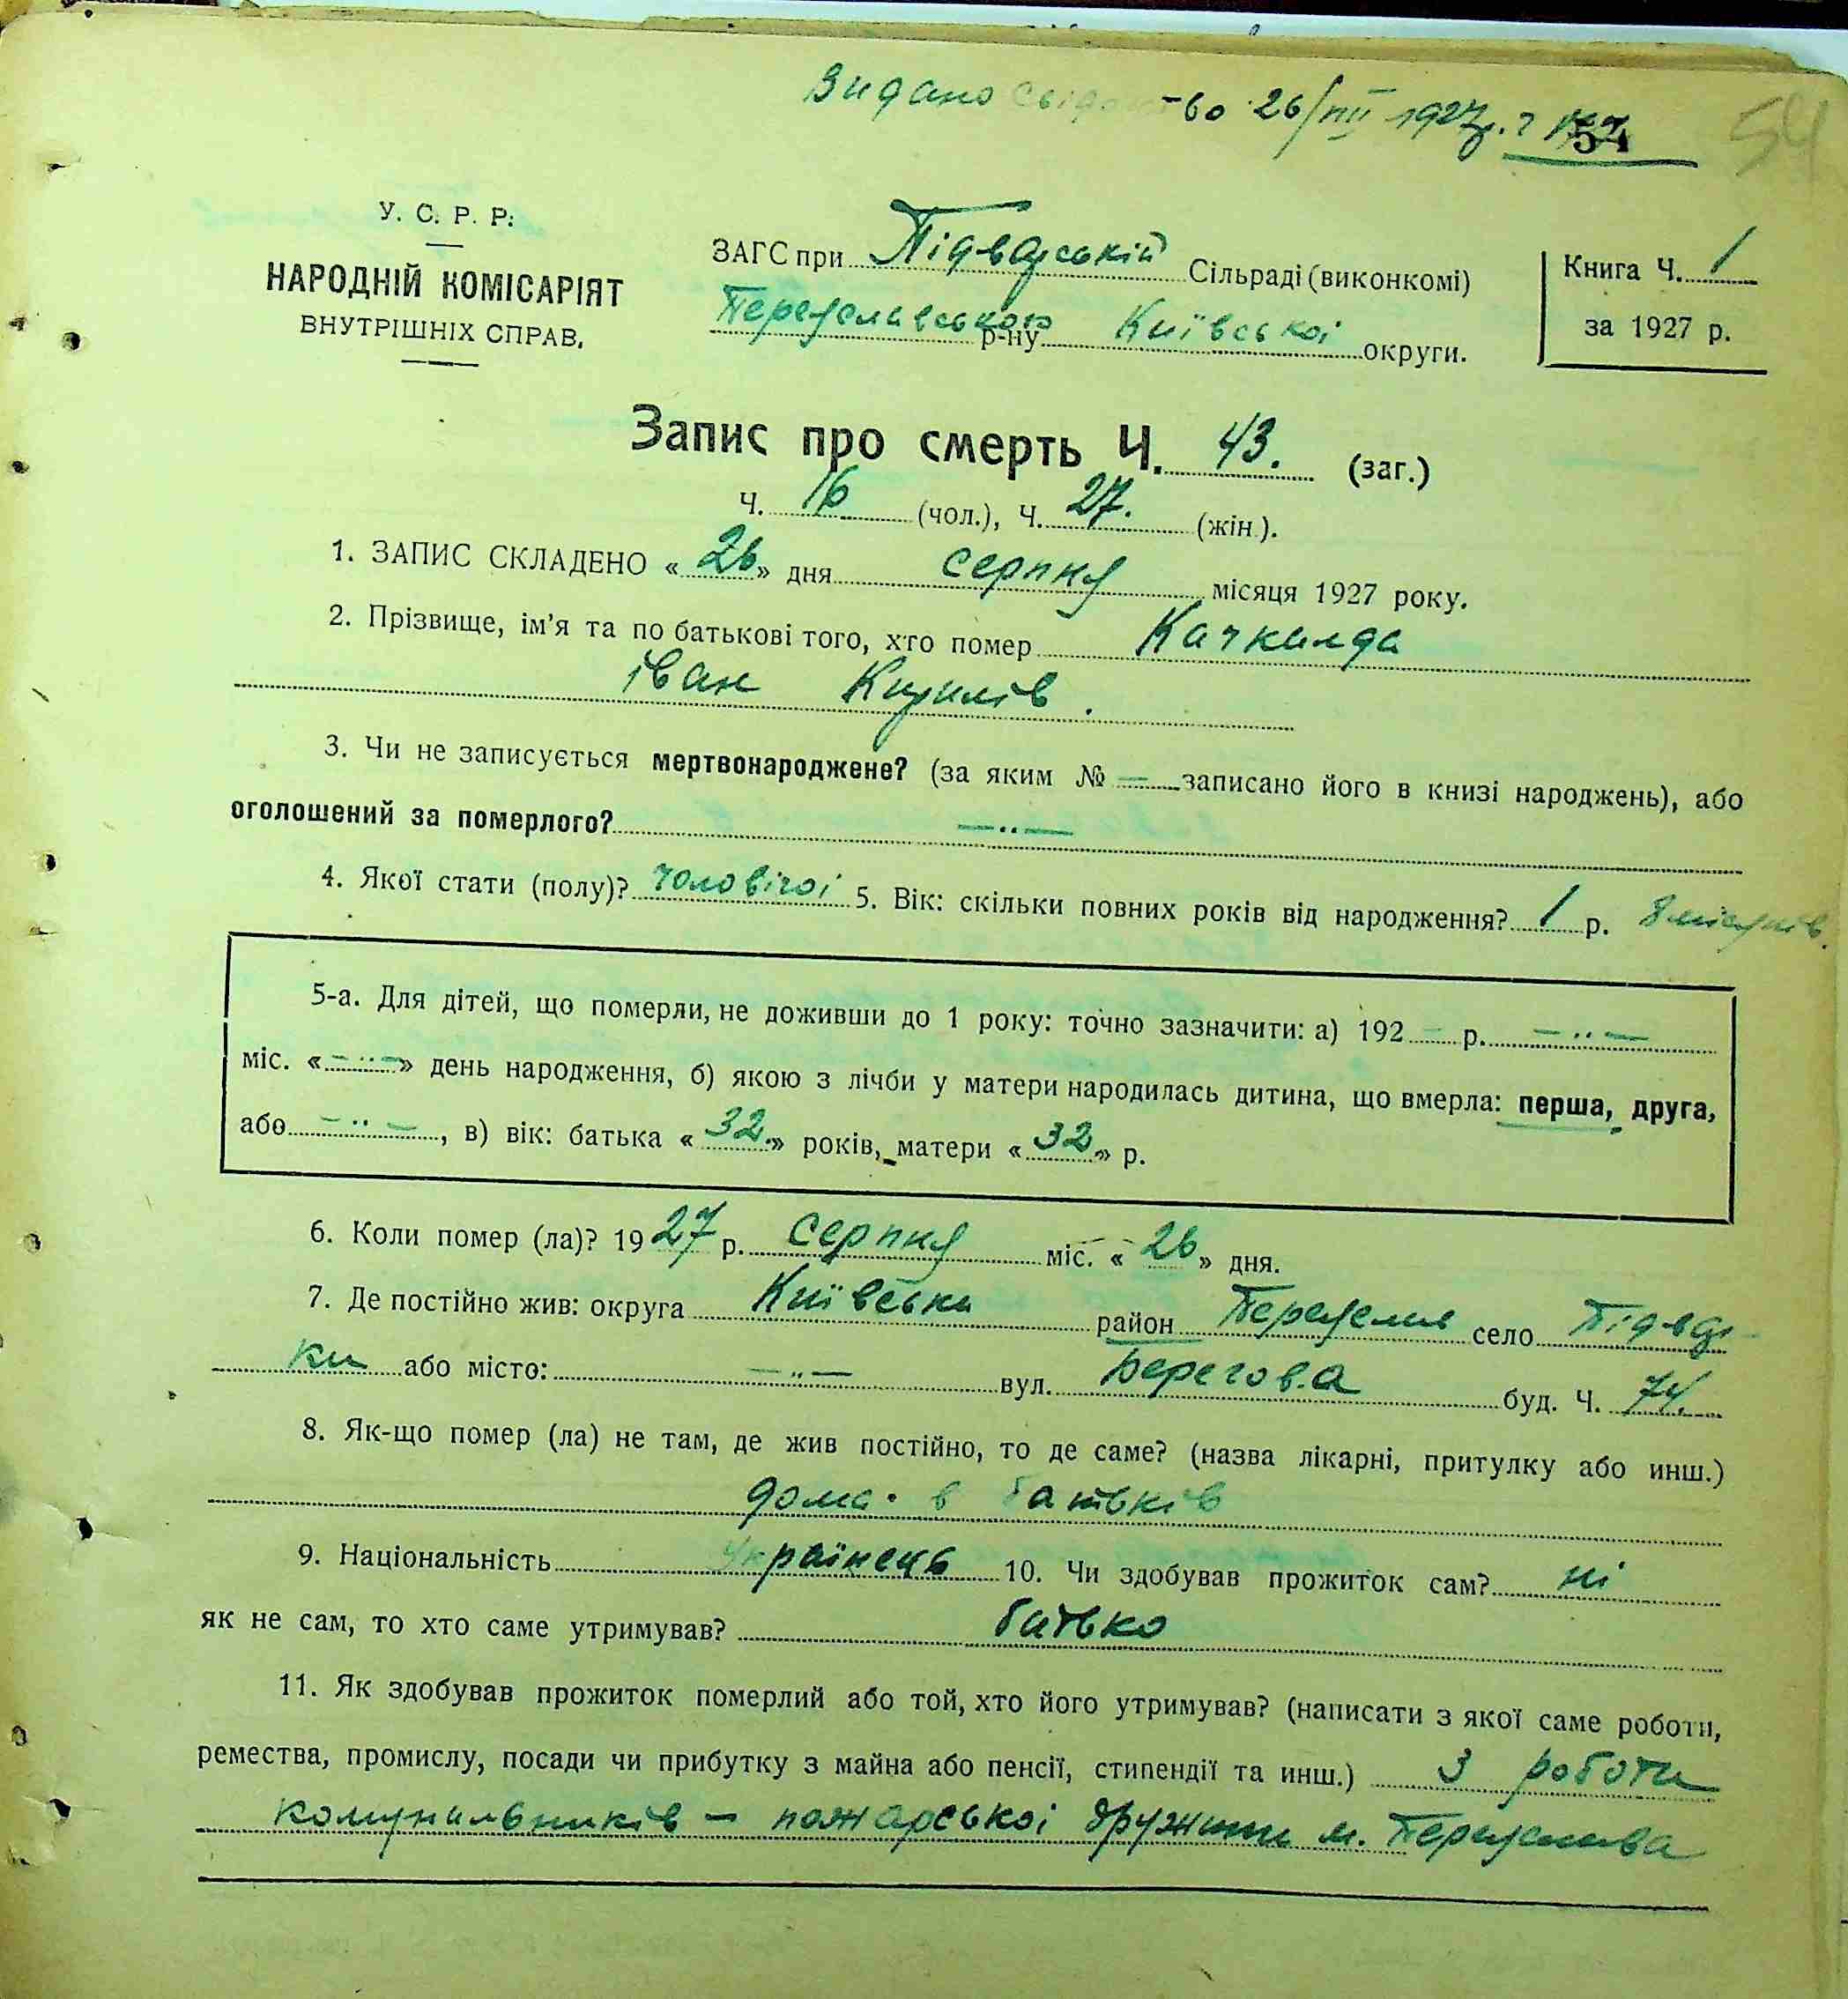 Видано свідоцтво 26/VIII 1927р.
54
54
У. С. Р. Р.
НАРОДНІЙ КОМІСАРІЯТ
ВНУТРІШНІХ СПРАВ.
ЗАГС при Підварській Сільраді (виконкомі)
Переяславського р-ну Київської округи.
Книга Ч. 1
за 1927 р.
Запис про смерть Ч. 43. (заг.)
Ч. 16 (чол.), Ч. 27. (жін.).
1. ЗАПИС СКЛАДЕНО « 26 » дня серпня місяця 1927 року.
2. Прізвище, ім'я та по батькові того, хто помер Качкалда
іван Кирилів.
3. Чи не записується мертвонароджене? (за яким № — записано його в книзі народжень), або
оголошений за померлого? —..—
4. Якої стати (полу)? чоловічоі 5. Вік: скільки повних років від народження? 1 р. 8 місяців.
5-а. Для дітей, що померли, не доживши до 1 року: точно зазначити: а) 192 — р. —..—
міс. « —..— » день народження, б) якою з лічби у матери народилась дитина, що вмерла: перша, друга,
або —..—, в) вік: батька « 32 » років, матери « 32 » р.
6. Коли помер (ла)? 1927 р. серпня міс. « 26 » дня.
7. Де постійно жив: округа Київська район Переяслав село Підвар-
ки або місто: —..— вул. Берегова буд. Ч. 74.
8. Як-що помер (ла) не там, де жив постійно, то де саме? (назва лікарні, притулку або инш.)
дома в батьків
9. Національність Українець 10. Чи здобував прожиток сам? ні
як не сам, то хто саме утримував? батько
11. Як здобував прожиток померлий або той, хто його утримував? (написати з якої саме роботи,
ремества, промислу, посади чи прибутку з майна або пенсії, стипендії та инш.) З роботи
комунальників – пожарської дружини м. Переяслава